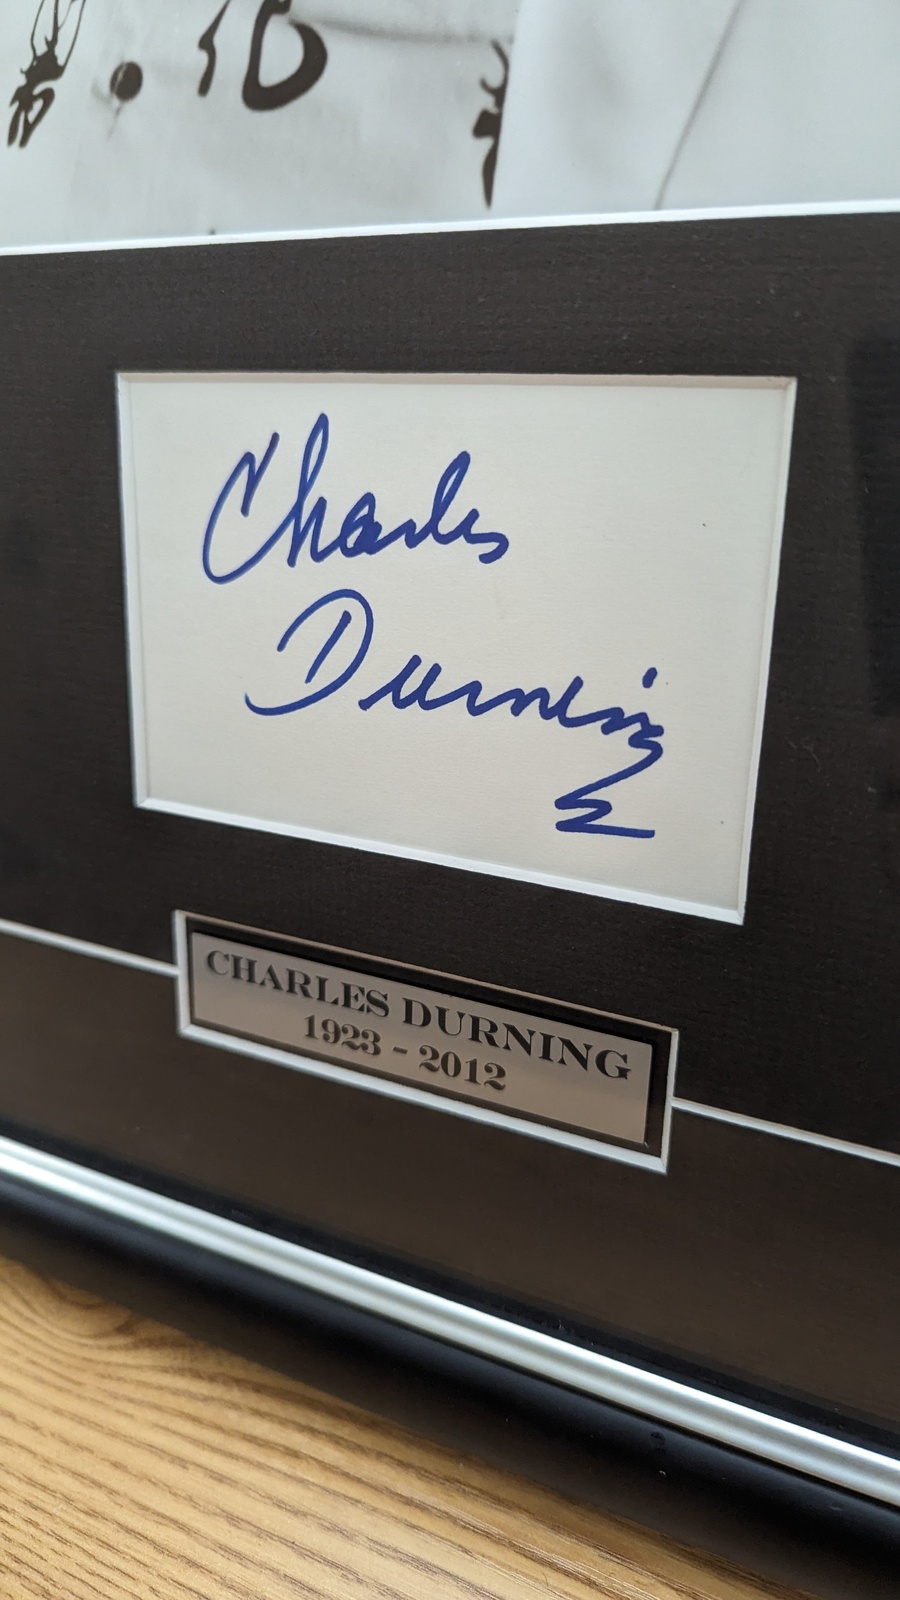 Charles
Durning
CHARLES DURNING
1923 - 2012